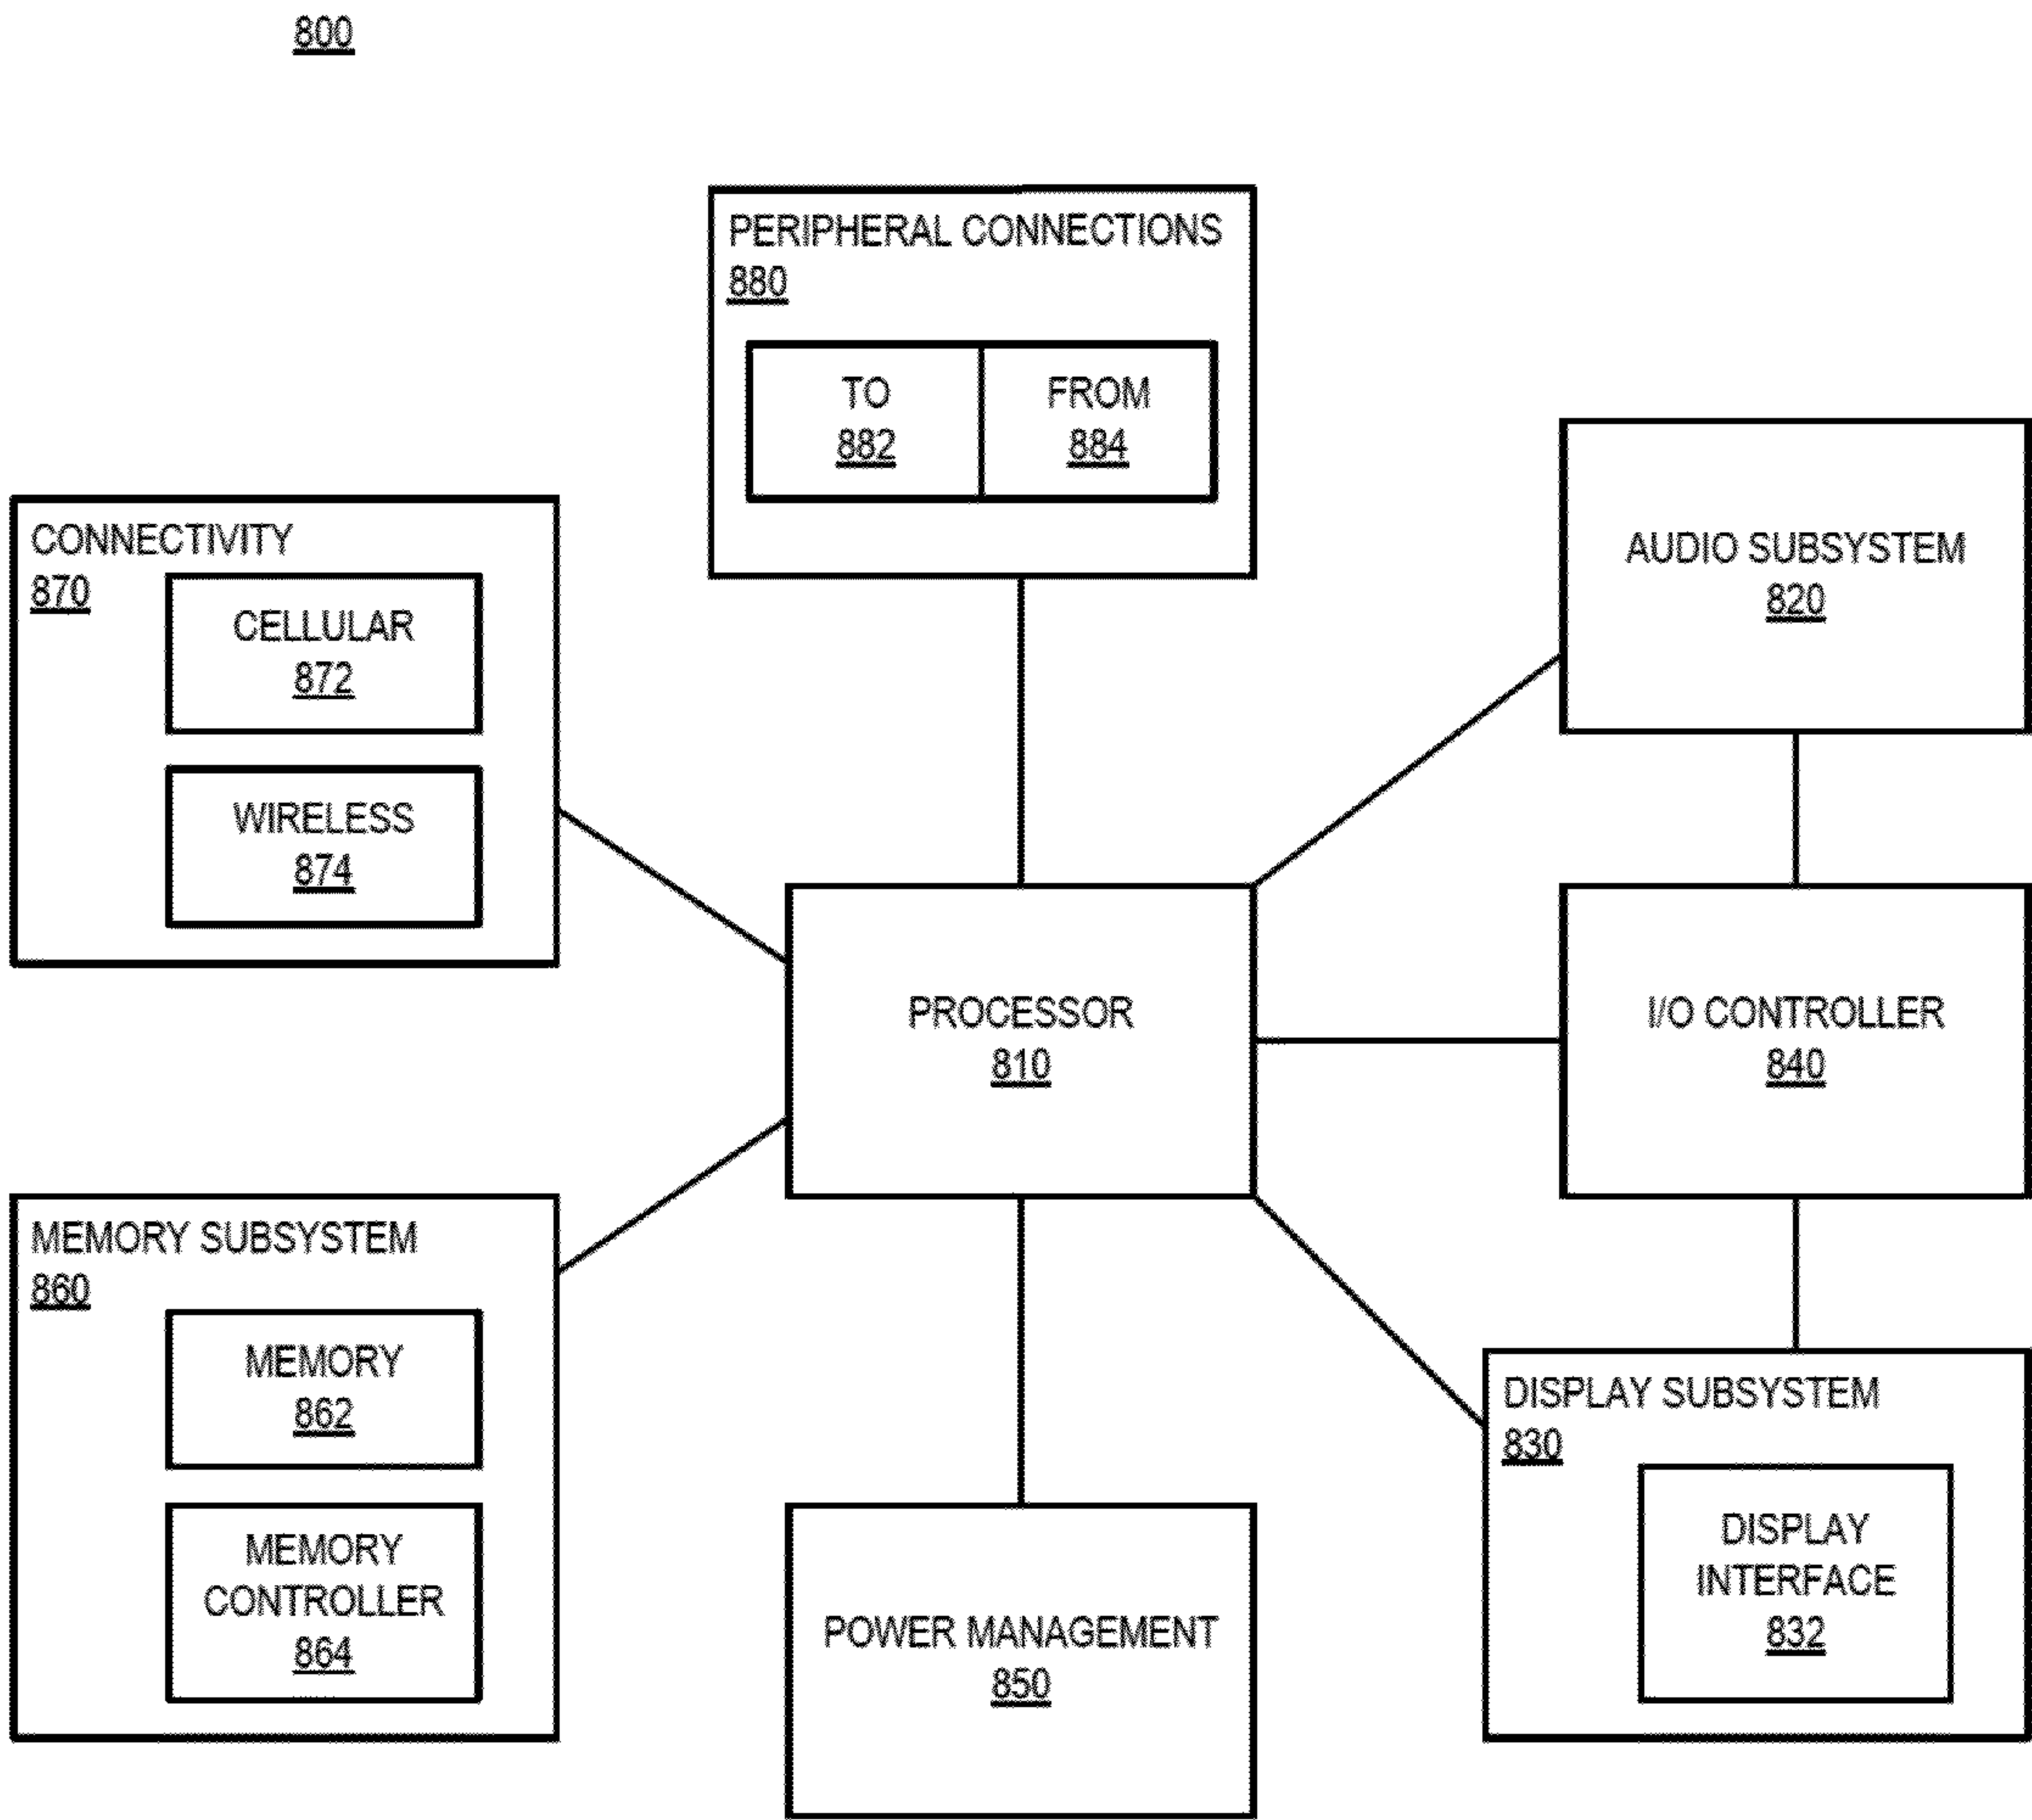 800
PERIPHERAL CONNECTIONS
880
TO
882
FROM
884
CONNECTIVITY
870
CELLULAR
872
WIRELESS
874
AUDIO SUBSYSTEM
820
PROCESSOR
810
I/O CONTROLLER
840
MEMORY SUBSYSTEM
860
MEMORY
862
MEMORY
CONTROLLER
864
POWER MANAGEMENT
850
DISPLAY SUBSYSTEM
830
DISPLAY
INTERFACE
832